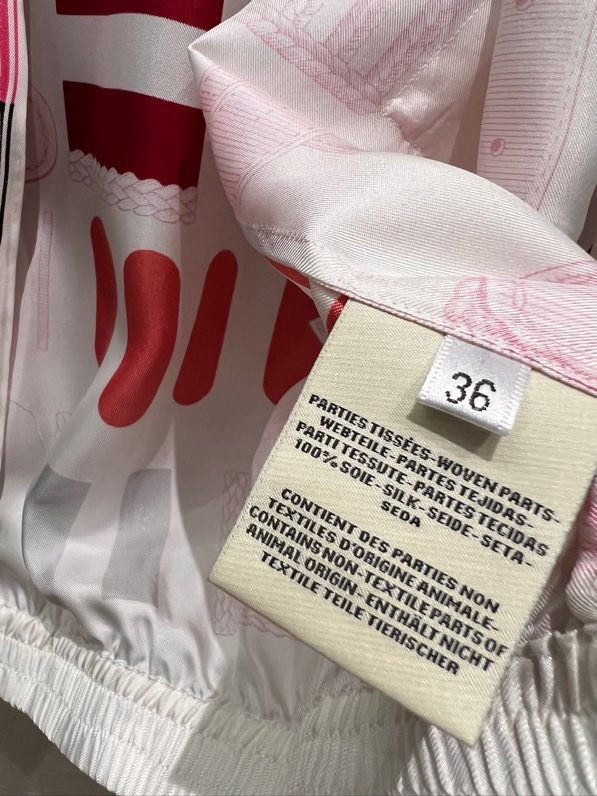 36
PARTIES TISSÉES-WOVEN PARTS-
WEBTEILE-PARTES TEJIDAS-
PARTI TESSUTE-PARTES TECIDAS
100% SOIE-SILK-SEIDE-SETA-
SEDA
CONTIENT DES PARTIES NON
TEXTILES D'ORIGINE ANIMALE-
CONTAINS NON-TEXTILE PARTS OF
ANIMAL ORIGIN-ENTHÄLT NICHT
TEXTILE TEILE TIERISCHER